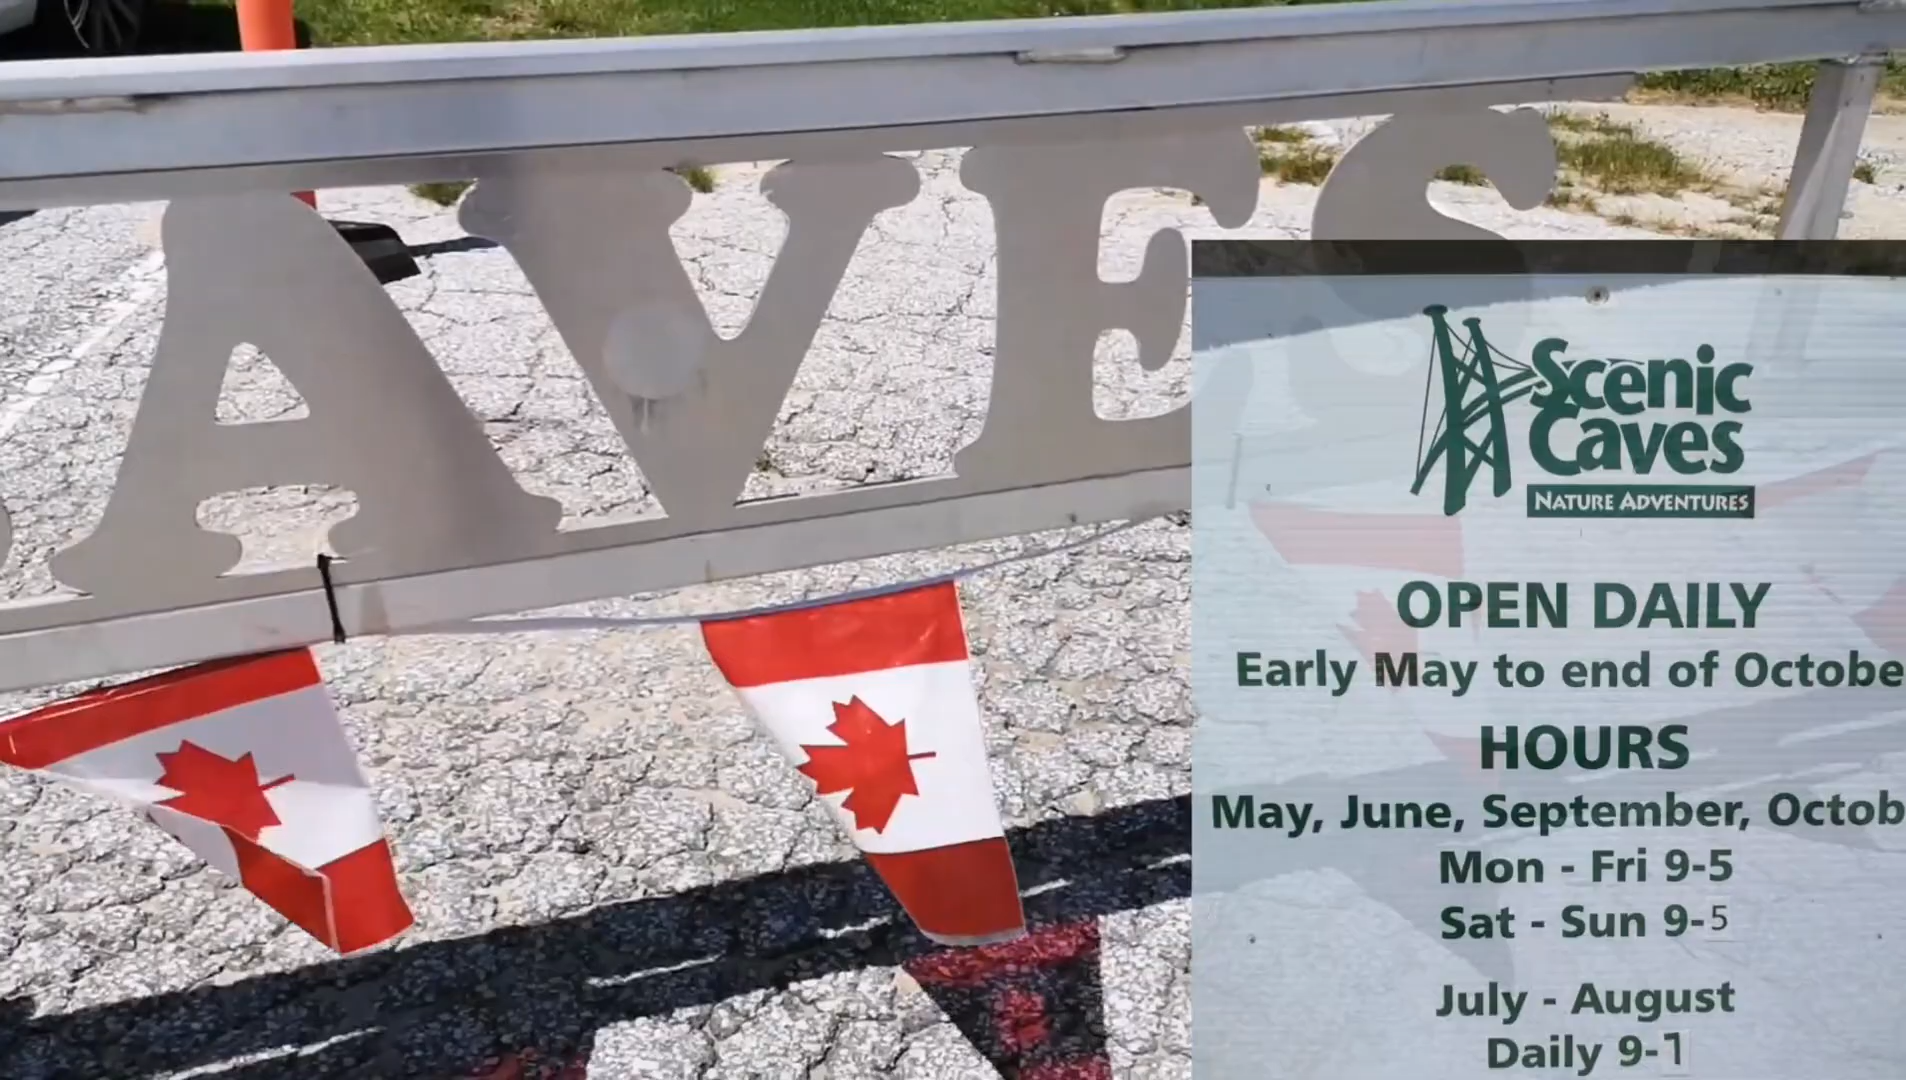 AVES
Scenic
Caves
NATURE ADVENTURES
OPEN DAILY
Early May to end of Octobe
HOURS
May, June, September, Octob
Mon - Fri 9-5
Sat - Sun 9-5
July - August
Daily 9-1